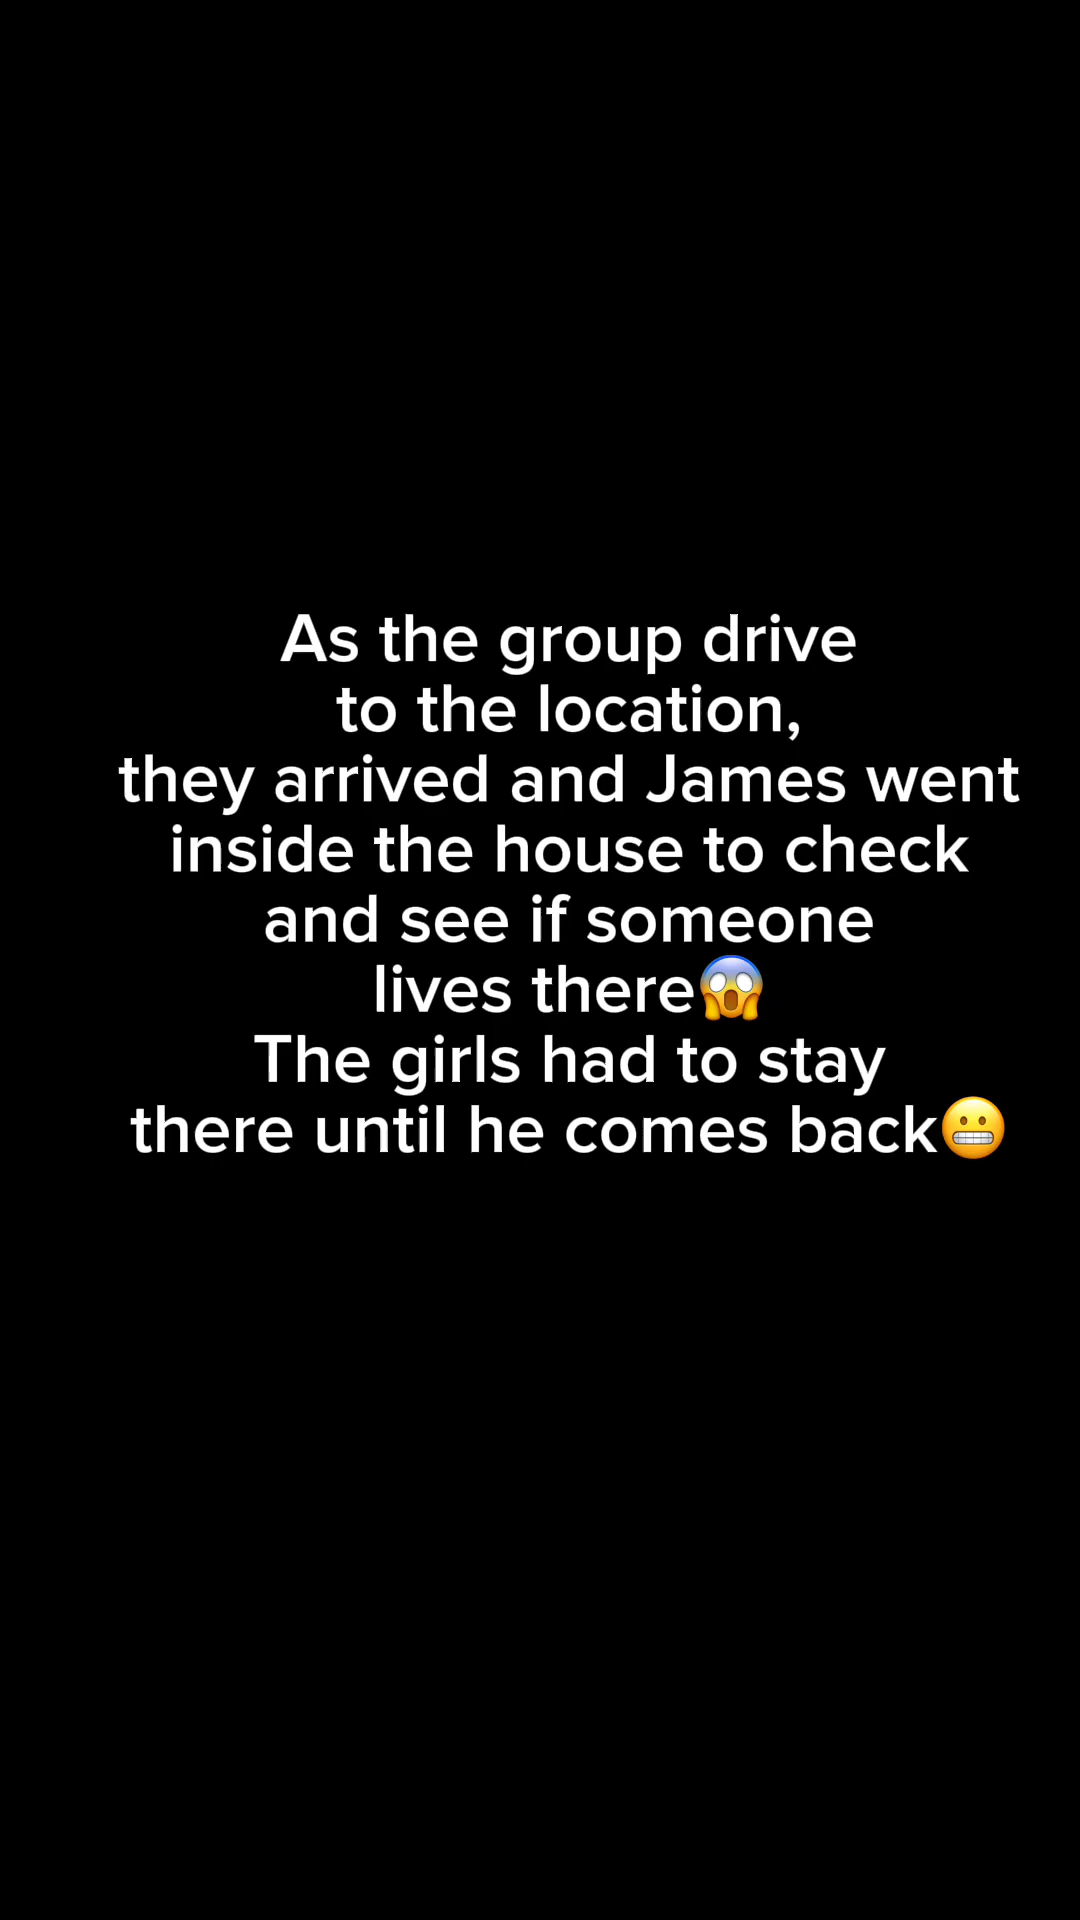 As the group drive
to the location,
they arrived and James went
inside the house to check
and see if someone
lives there😱
The girls had to stay
there until he comes back😬